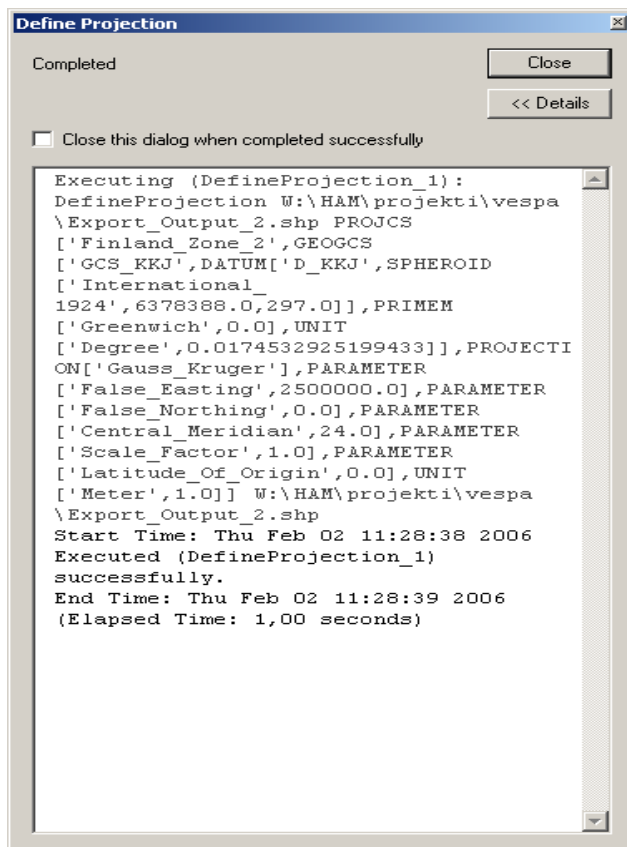 Define Projection
Completed
Close
<< Details
Close this dialog when completed successfully
Executing (DefineProjection_1):
DefineProjection W:\HAM\projekti\vespa
\Export_Output_2.shp PROJCS
['Finland_Zone_2',GEOGCS
['GCS_KKJ',DATUM['D_KKJ',SPHEROID
['International_
1924',6378388.0,297.0]],PRIMEM
['Greenwich',0.0],UNIT
['Degree',0.0174532925199433]],PROJECTI
ON['Gauss_Kruger'],PARAMETER
['False_Easting',2500000.0],PARAMETER
['False_Northing',0.0],PARAMETER
['Central_Meridian',24.0],PARAMETER
['Scale_Factor',1.0],PARAMETER
['Latitude_Of_Origin',0.0],UNIT
['Meter',1.0]] W:\HAM\projekti\vespa
\Export_Output_2.shp
Start Time: Thu Feb 02 11:28:38 2006
Executed (DefineProjection_1)
successfully.
End Time: Thu Feb 02 11:28:39 2006
(Elapsed Time: 1,00 seconds)